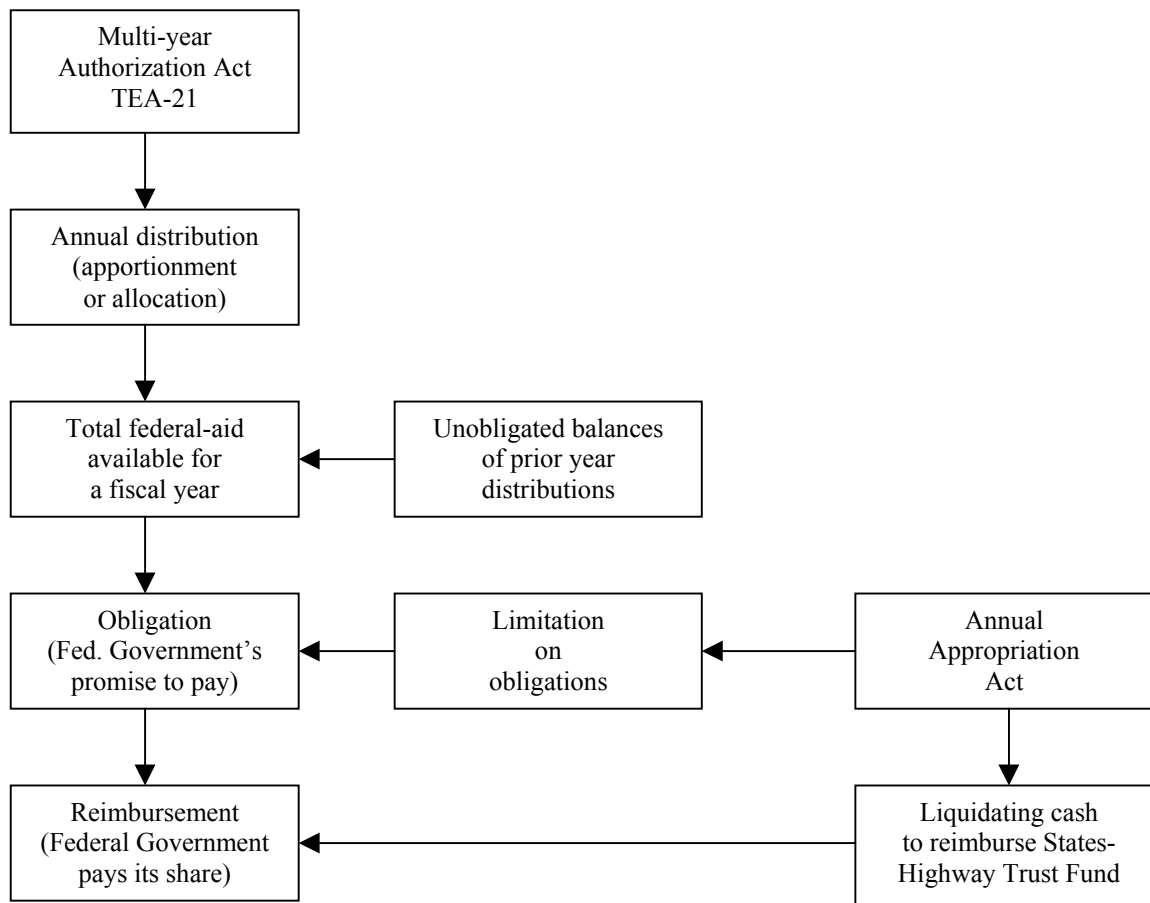 Multi-year
Authorization Act
TEA-21
Annual distribution
(apportionment
or allocation)
Total federal-aid
available for
a fiscal year
Unobligated balances
of prior year
distributions
Obligation
(Fed. Government’s
promise to pay)
Limitation
on
obligations
Annual
Appropriation
Act
Reimbursement
(Federal Government
pays its share)
Liquidating cash
to reimburse States-
Highway Trust Fund